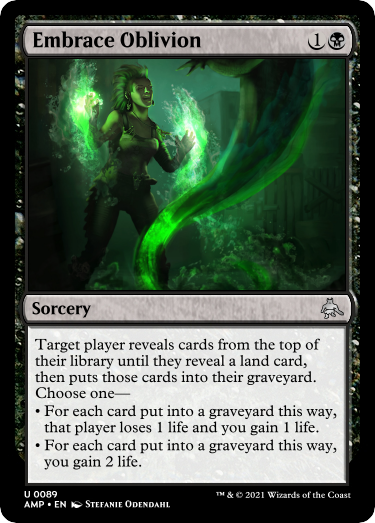 Embrace Oblivion 1
Sorcery
Target player reveals cards from the top of
their library until they reveal a land card,
then puts those cards into their graveyard.
Choose one—
• For each card put into a graveyard this way,
that player loses 1 life and you gain 1 life.
• For each card put into a graveyard this way,
you gain 2 life.
U 0089
AMP • EN Stefanie Odendahl
™ & © 2021 Wizards of the Coast